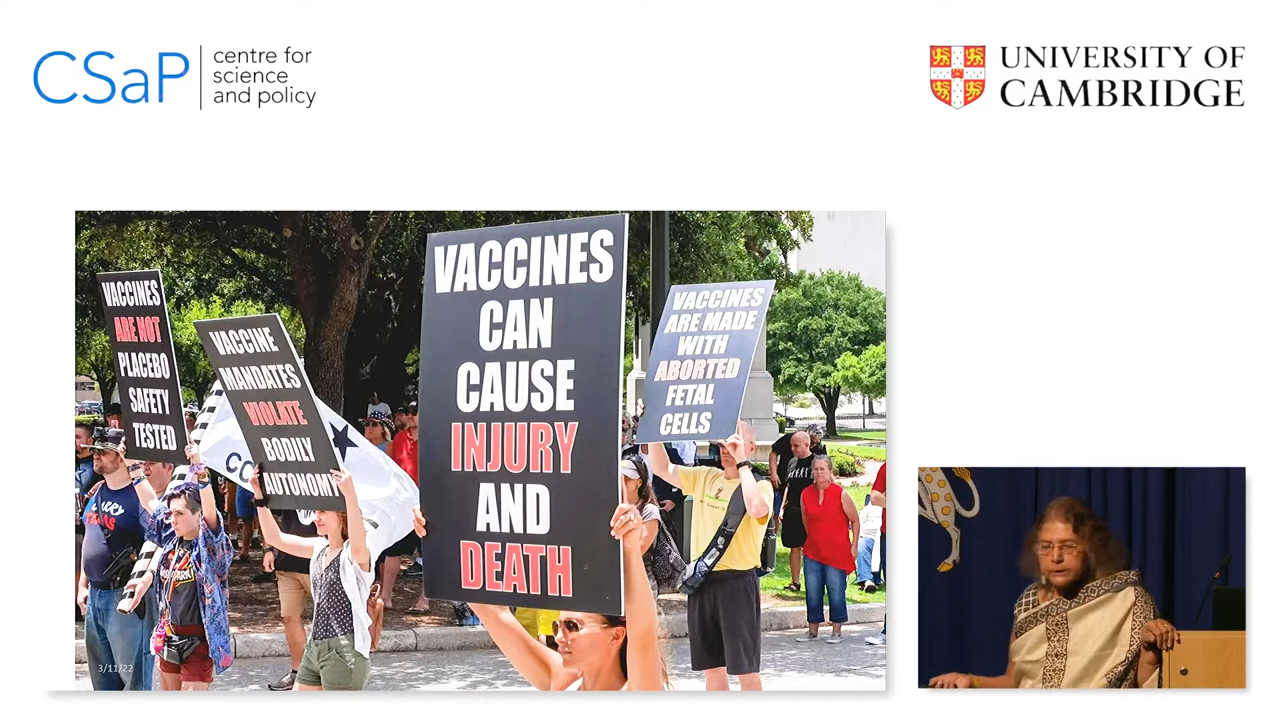 CSaP
centre for
science
and policy
UNIVERSITY OF
CAMBRIDGE
VACCINES
ARE NOT
PLACEBO
SAFETY
TESTED
VACCINE
MANDATES
VIOLATE
BODILY
AUTONOMY
VACCINES
CAN
CAUSE
INJURY
AND
DEATH
VACCINES
ARE MADE
WITH
ABORTED
FETAL
CELLS
3/11/22